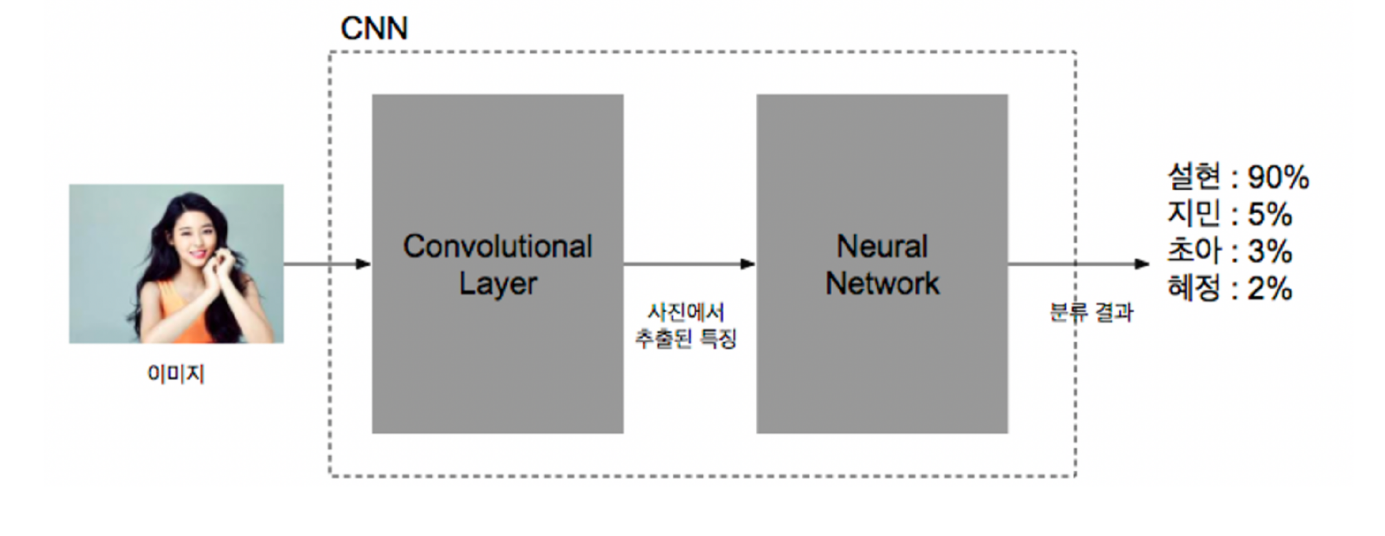 CNN
Convolutional
Layer
Neural
Network
사진에서
추출된 특징
분류 결과
이미지
설현 : 90%
지민 : 5%
초아 : 3%
혜정 : 2%